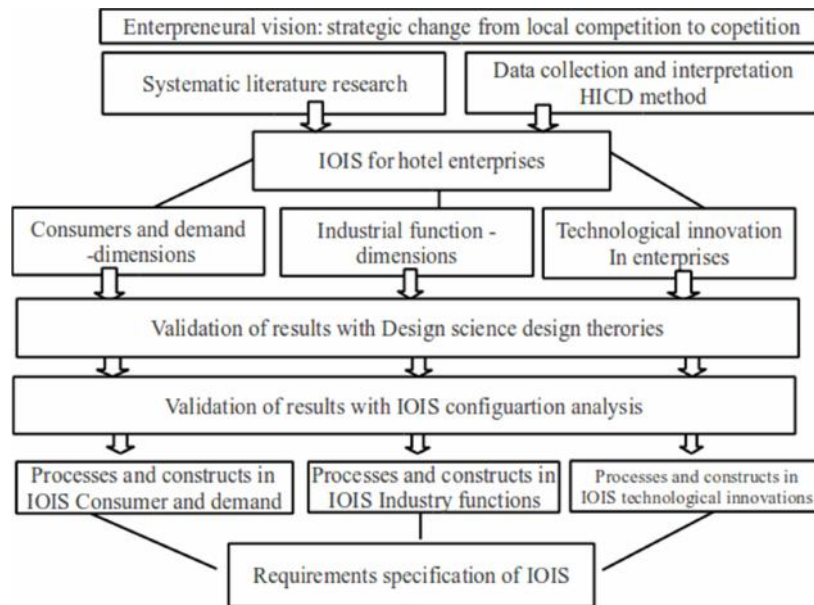 Enterpreneural vision: strategic change from local competition to copetition
Systematic literature research
Data collection and interpretation
HICD method
IOIS for hotel enterprises
Consumers and demand
-dimensions
Industrial function -
dimensions
Technological innovation
In enterprises
Validation of results with Design science design therories
Validation of results with IOIS configuartion analysis
Processes and constructs in
IOIS Consumer and demand
Processes and constructs in
IOIS Industry functions
Processes and constructs in
IOIS technological innovations
Requirements specification of IOIS